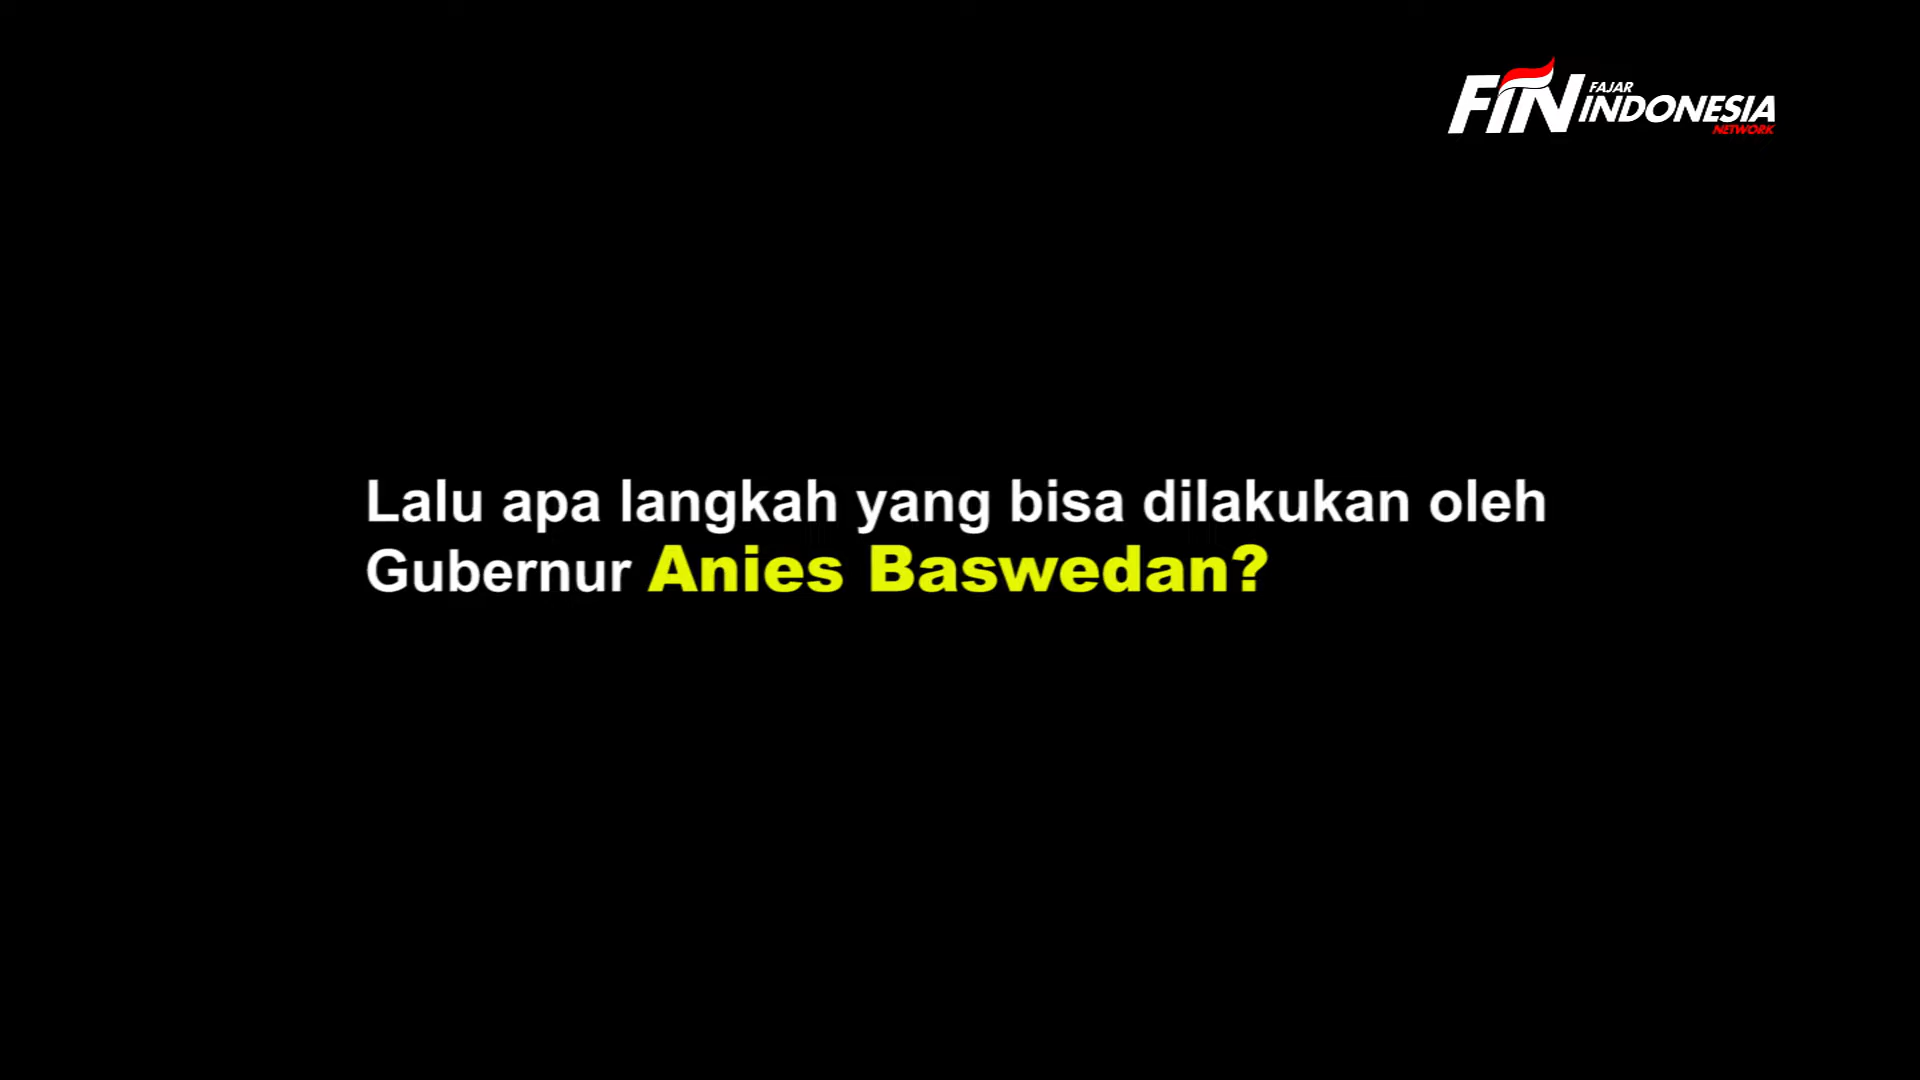 FIN FAJAR
INDONESIA
NETWORK
Lalu apa langkah yang bisa dilakukan oleh
Gubernur Anies Baswedan?